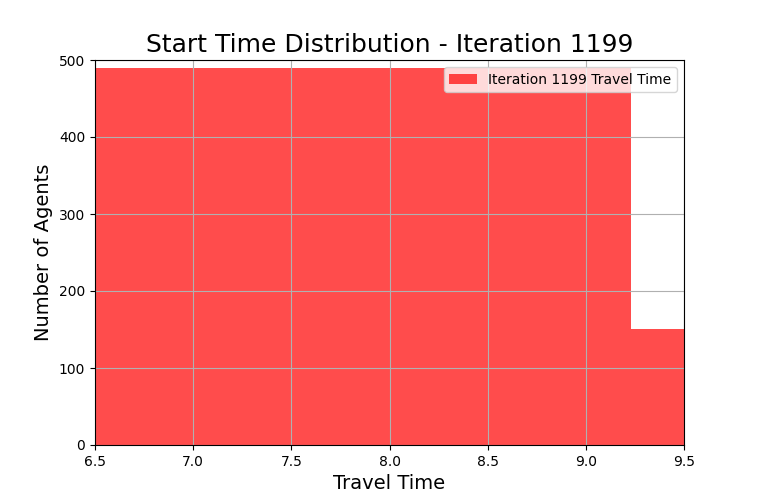 Start Time Distribution - Iteration 1199
Iteration 1199 Travel Time
Number of Agents
500
400
300
200
100
0
6.5 7.0 7.5 8.0 8.5 9.0 9.5
Travel Time